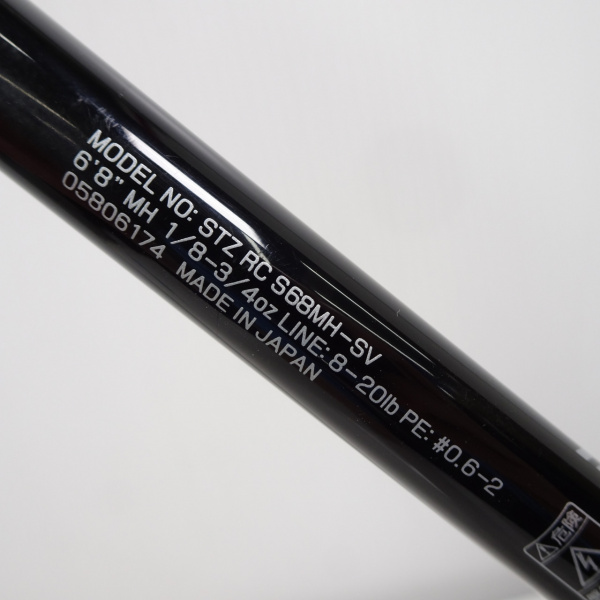 MODEL NO: STZ RC S68MH-SV
6'8" MH 1/8-3/4oz LINE: 8-20lb PE: #0.6-2
05806174 MADE IN JAPAN
危険